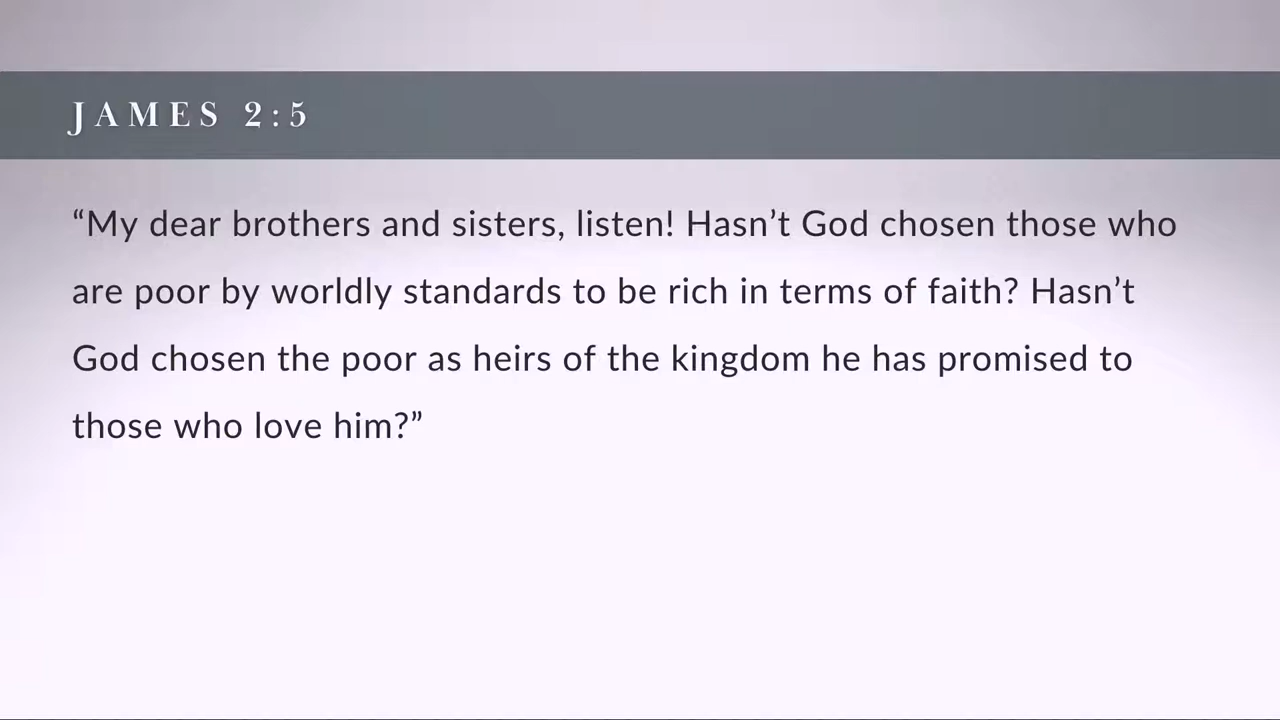 JAMES 2:5
“My dear brothers and sisters, listen! Hasn’t God chosen those who
are poor by worldly standards to be rich in terms of faith? Hasn’t
God chosen the poor as heirs of the kingdom he has promised to
those who love him?”